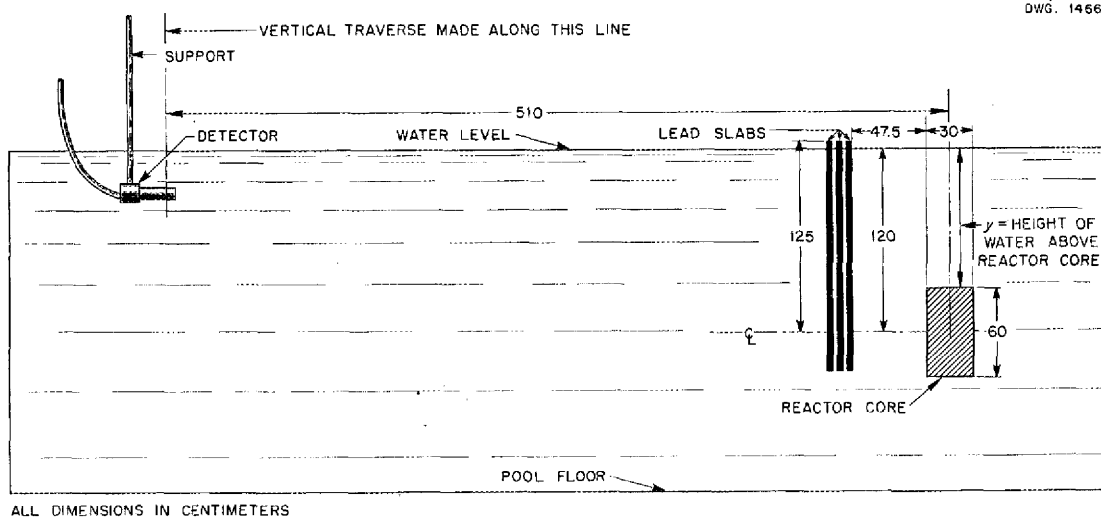 DWG. 1466
VERTICAL TRAVERSE MADE ALONG THIS LINE
SUPPORT
510
DETECTOR
WATER LEVEL
LEAD SLABS
47.5
30
125
120
y = HEIGHT OF
WATER ABOVE
REACTOR CORE
℄
60
REACTOR CORE
POOL FLOOR
ALL DIMENSIONS IN CENTIMETERS